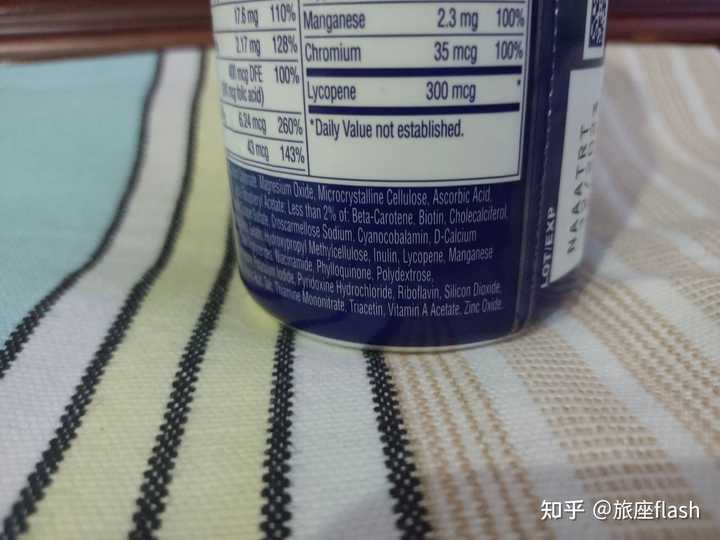 17.6 mg 110%
2.17 mg 128%
400 mcg DFE 100%
mcg folic acid)
6.24 mcg 260%
43 mcg 143%
Manganese 2.3 mg 100%
Chromium 35 mcg 100%
Lycopene 300 mcg *
*Daily Value not established.
Magnesium Oxide, Microcrystalline Cellulose, Ascorbic Acid,
Acetate; Less than 2% of: Beta-Carotene, Biotin, Cholecalciferol,
Croscarmellose Sodium, Cyanocobalamin, D-Calcium
Hydroxypropyl Methylcellulose, Inulin, Lycopene, Manganese
Niacinamide, Phylloquinone, Polydextrose,
Iodide, Pyridoxine Hydrochloride, Riboflavin, Silicon Dioxide,
Thiamine Mononitrate, Triacetin, Vitamin A Acetate, Zinc Oxide.
LOT/EXP
NAAATRT
知乎 @旅座flash